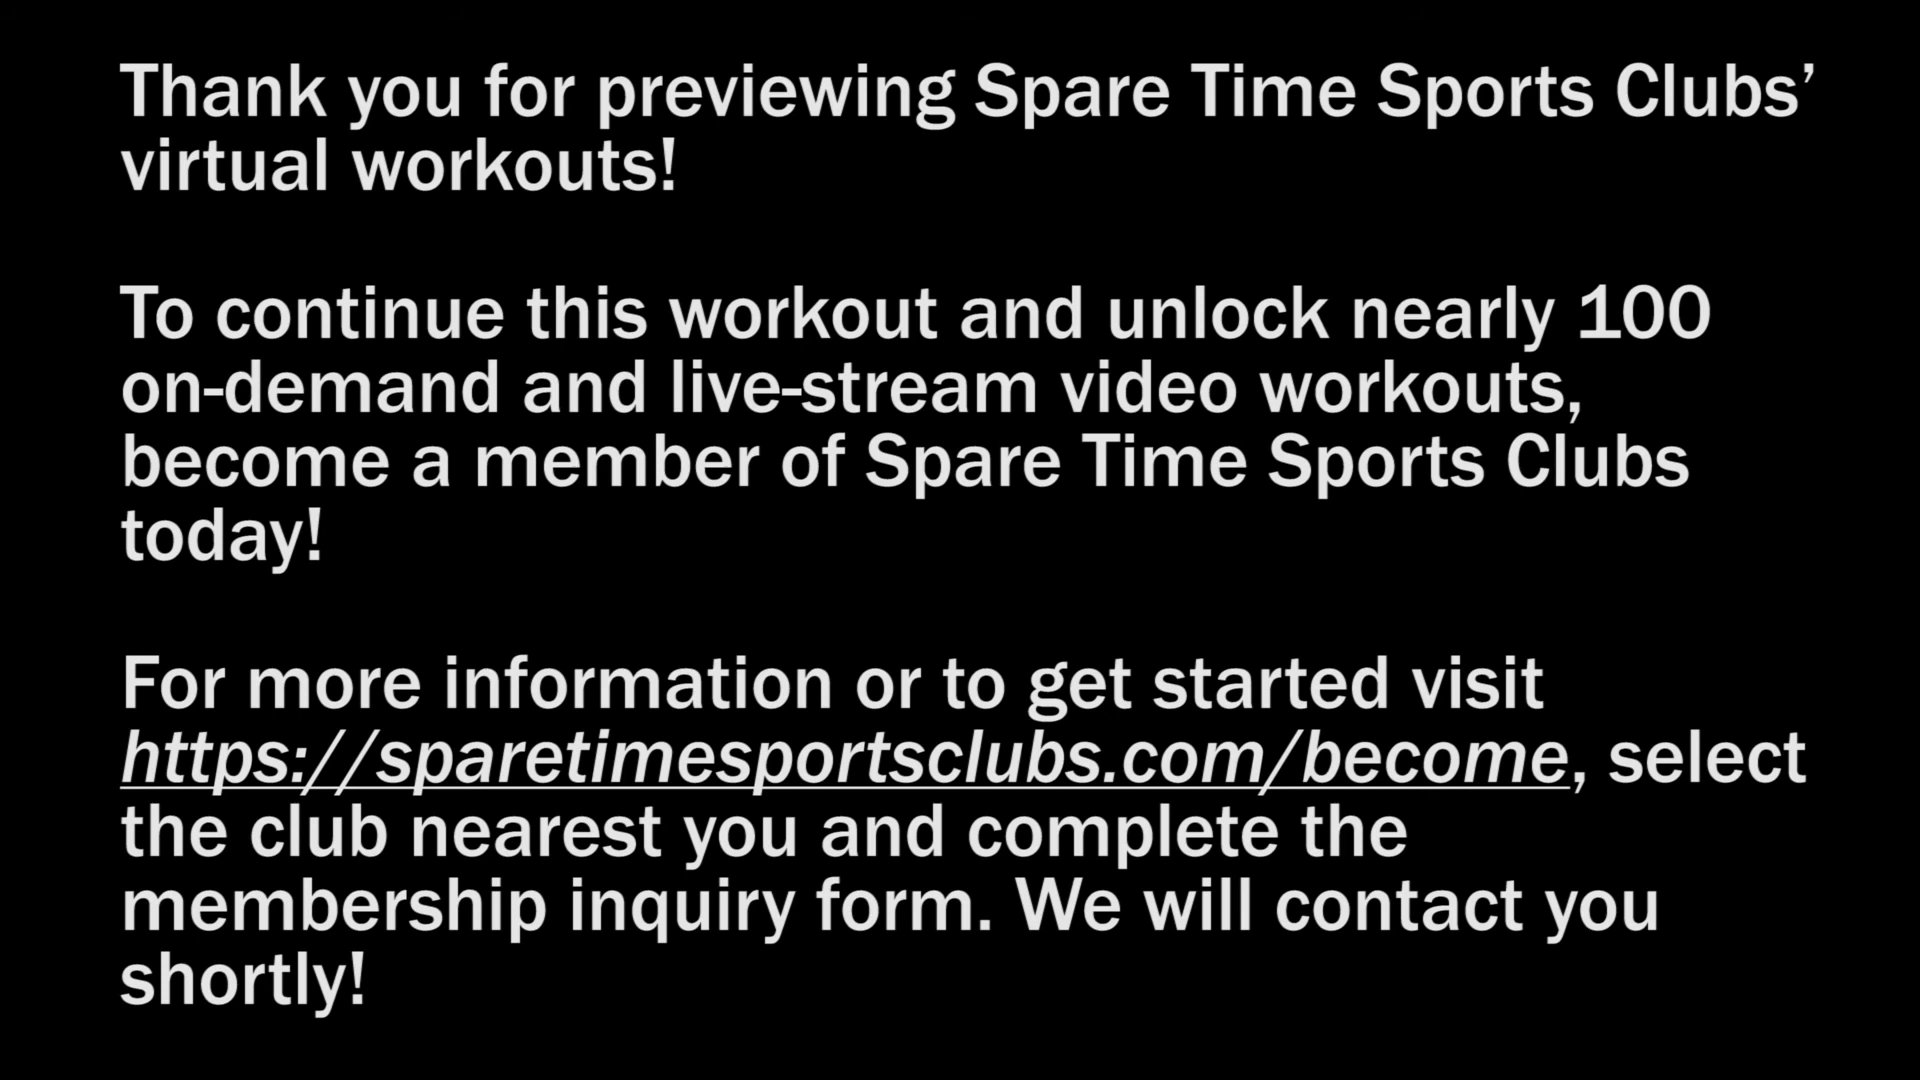 Thank you for previewing Spare Time Sports Clubs’
virtual workouts!
To continue this workout and unlock nearly 100
on-demand and live-stream video workouts,
become a member of Spare Time Sports Clubs
today!
For more information or to get started visit
https://sparetimesportsclubs.com/become, select
the club nearest you and complete the
membership inquiry form. We will contact you
shortly!